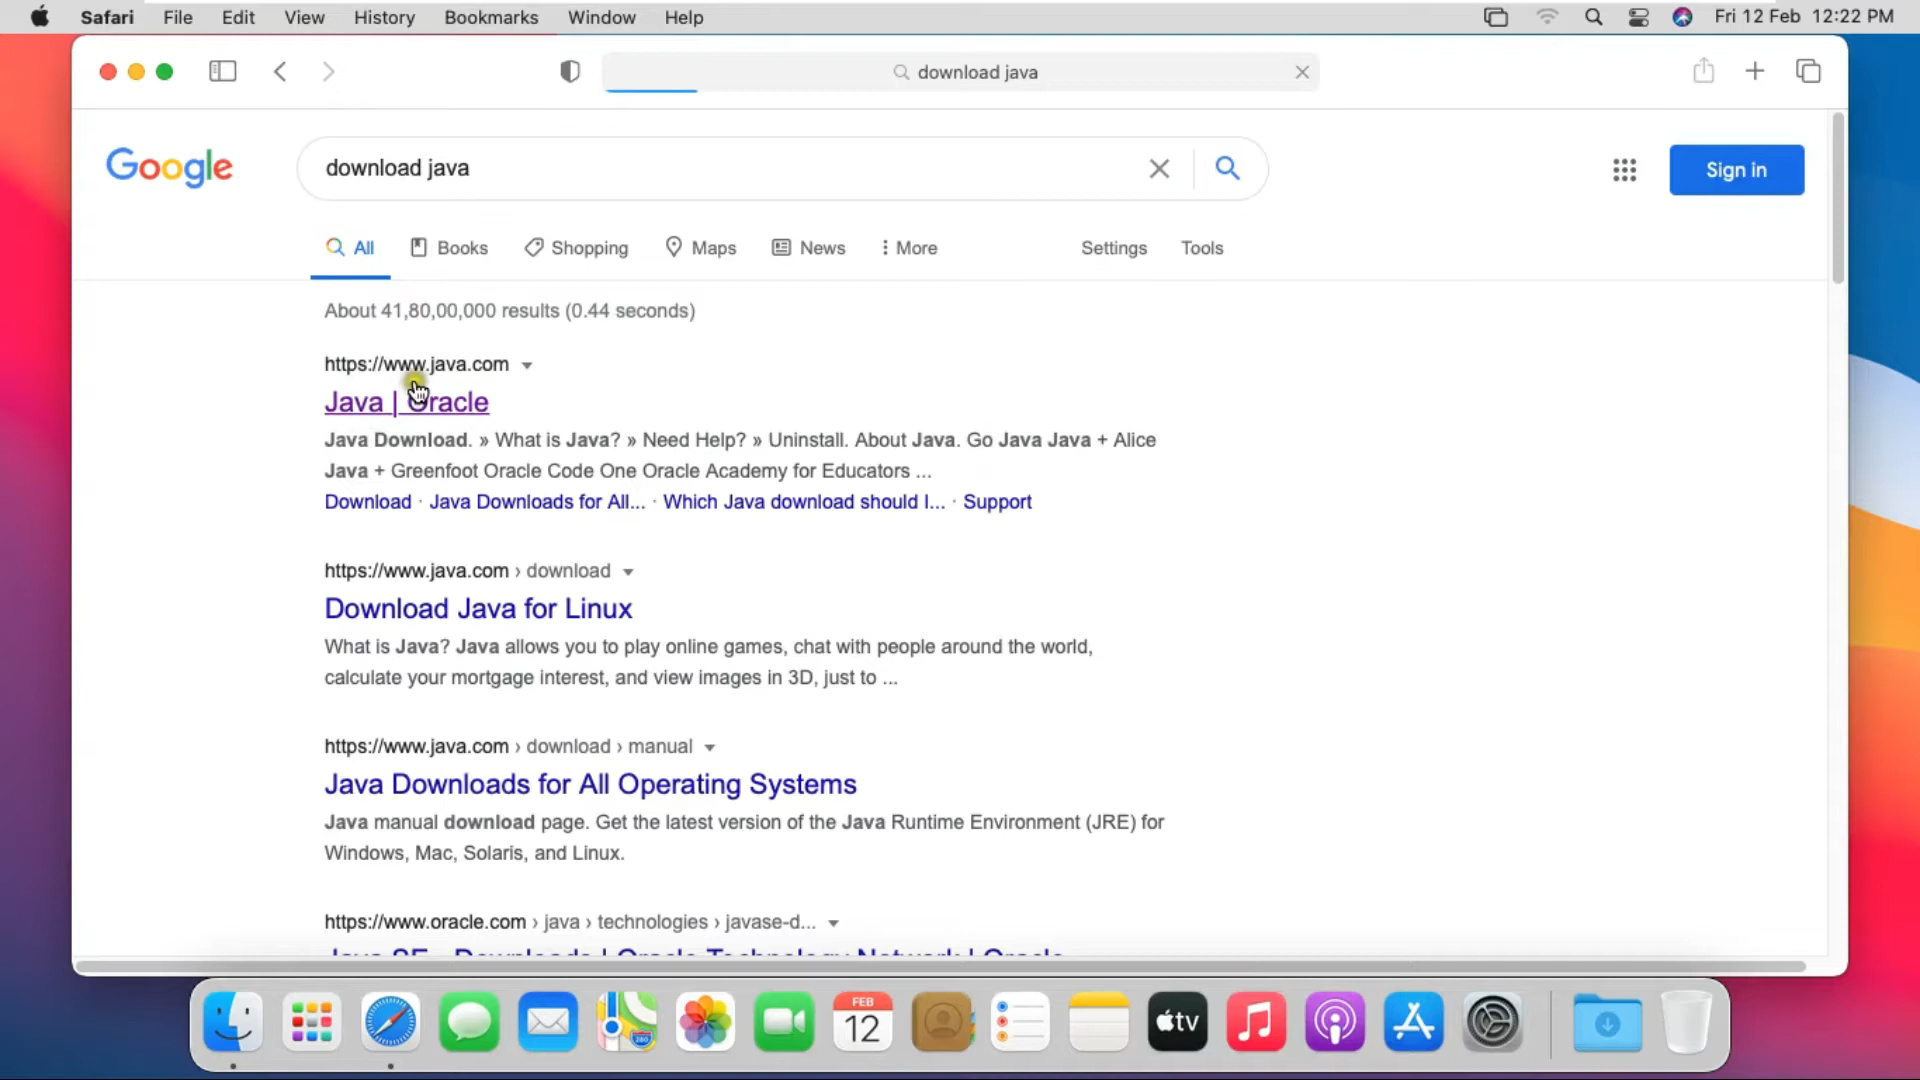 Safari File Edit View History Bookmarks Window Help Fri 12 Feb 12:22 PM
download java
Google download java Sign in
All Books Shopping Maps News More Settings Tools
About 41,80,00,000 results (0.44 seconds)
https://www.java.com
Java | Oracle
Java Download. » What is Java? » Need Help? » Uninstall. About Java. Go Java Java + Alice
Java + Greenfoot Oracle Code One Oracle Academy for Educators ...
Download · Java Downloads for All... · Which Java download should I... · Support
https://www.java.com › download
Download Java for Linux
What is Java? Java allows you to play online games, chat with people around the world,
calculate your mortgage interest, and view images in 3D, just to ...
https://www.java.com › download › manual
Java Downloads for All Operating Systems
Java manual download page. Get the latest version of the Java Runtime Environment (JRE) for
Windows, Mac, Solaris, and Linux.
https://www.oracle.com › java › technologies › javase-d...
Java SE - Downloads | Oracle Technology Network | Oracle
280 FEB 12 tv